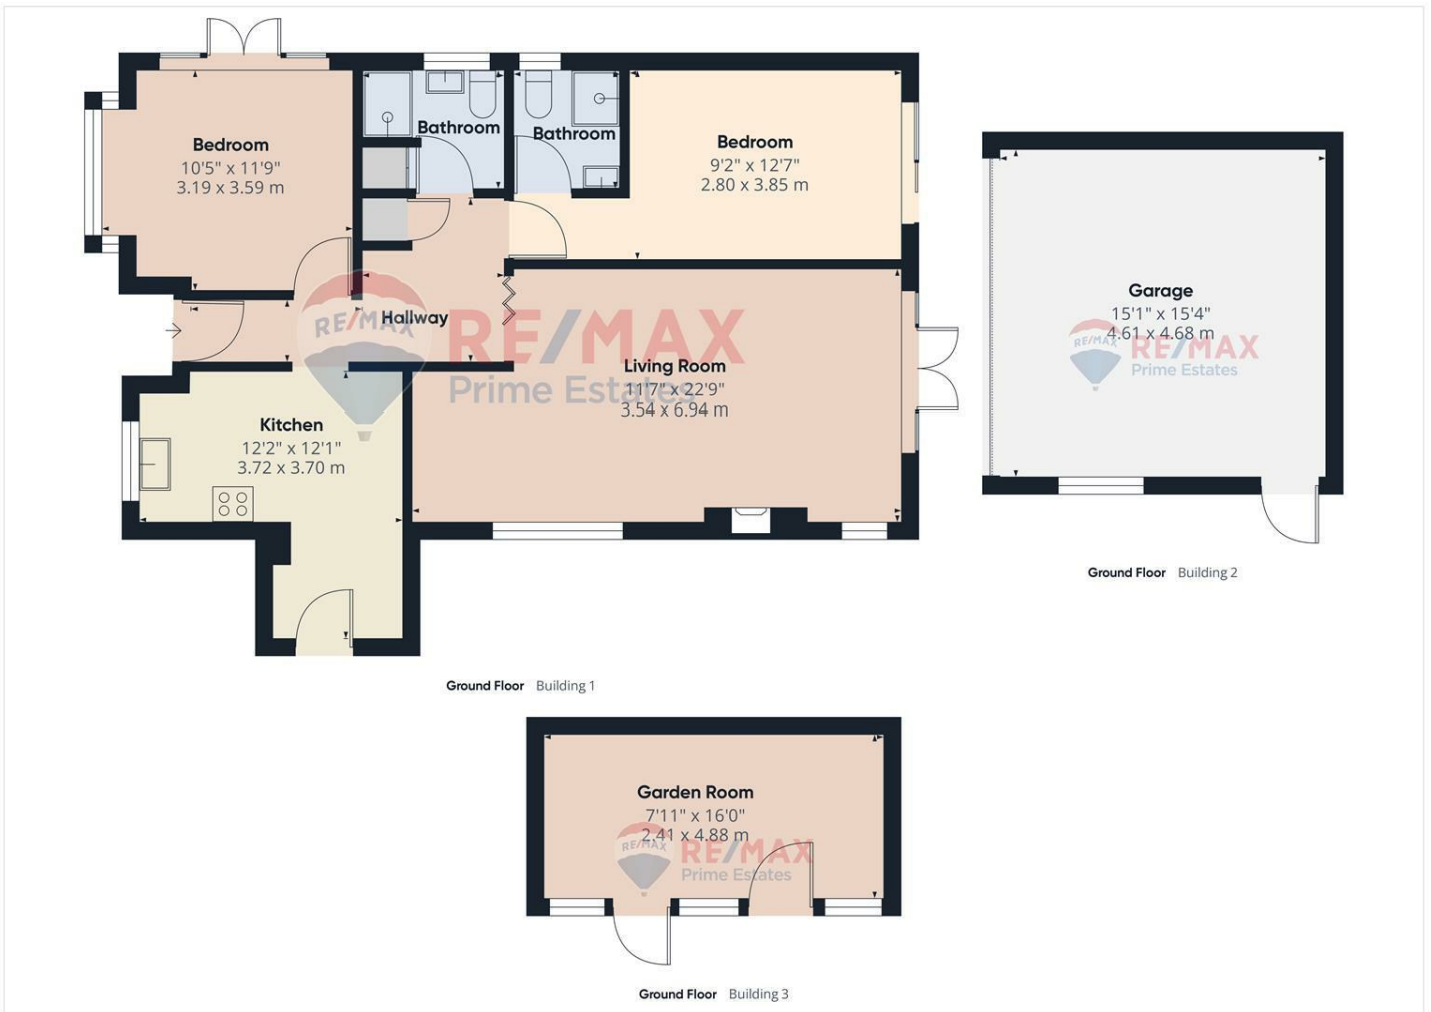 Bedroom
10'5" x 11'9"
3.19 x 3.59 m
Bathroom
Bathroom
Bedroom
9'2" x 12'7"
2.80 x 3.85 m
Hallway
RE/MAX
RE/MAX
Prime Estates
Living Room
11'7" x 22'9"
3.54 x 6.94 m
Kitchen
12'2" x 12'1"
3.72 x 3.70 m
Ground Floor Building 1
Garage
15'1" x 15'4"
4.61 x 4.68 m
RE/MAX
RE/MAX
Prime Estates
Ground Floor Building 2
Garden Room
7'11" x 16'0"
2.41 x 4.88 m
RE/MAX
RE/MAX
Prime Estates
Ground Floor Building 3